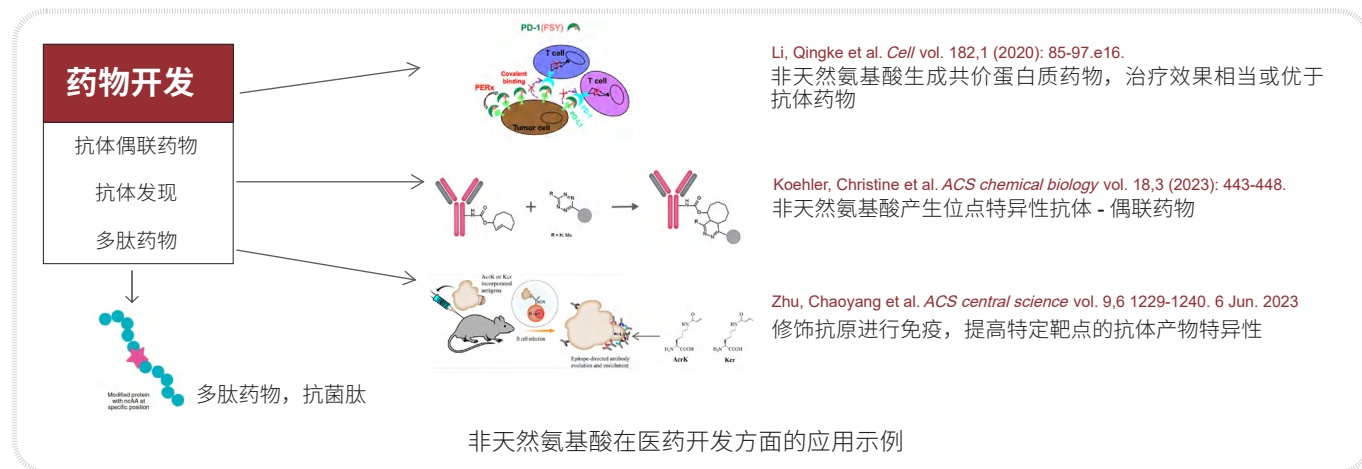 药物开发
抗体偶联药物
抗体发现
多肽药物
PD-1(FSY)
T cell
T cell
Covalent
binding
PERx
PD-1
PD-L1
Tumor cell
Li, Qingke et al. Cell vol. 182,1 (2020): 85-97.e16.
非天然氨基酸生成共价蛋白质药物，治疗效果相当或优于
抗体药物
R
N
N
N
N
+
R = H, Me
Koehler, Christine et al. ACS chemical biology vol. 18,3 (2023): 443-448.
非天然氨基酸产生位点特异性抗体 - 偶联药物
AcrK or Kcr
incorporated
antigens
B cell selection
Epitope-directed antibody
evolution and enrichment
H₂N COOH
AcrK
H₂N COOH
Kcr
Zhu, Chaoyang et al. ACS central science vol. 9,6 1229-1240. 6 Jun. 2023
修饰抗原进行免疫，提高特定靶点的抗体产物特异性
Modified protein
with ncAA at
specific position
多肽药物，抗菌肽
非天然氨基酸在医药开发方面的应用示例